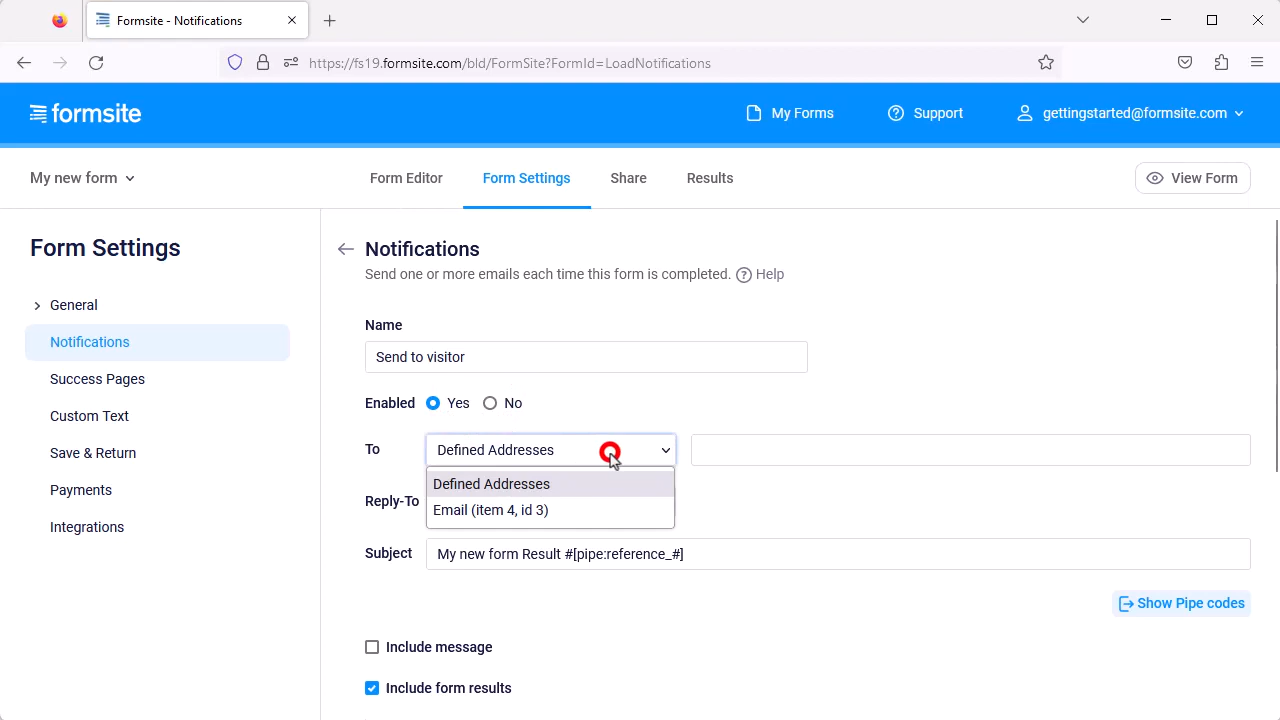 Formsite - Notifications
https://fs19.formsite.com/bld/FormSite?FormId=LoadNotifications
formsite
My Forms
Support
gettingstarted@formsite.com
My new form
Form Editor
Form Settings
Share
Results
View Form
Form Settings
General
Notifications
Success Pages
Custom Text
Save & Return
Payments
Integrations
Notifications
Send one or more emails each time this form is completed. ? Help
Name
Send to visitor
Enabled Yes No
To Defined Addresses
Defined Addresses
Email (item 4, id 3)
Reply-To
Subject My new form Result #[pipe:reference_#]
Show Pipe codes
Include message
Include form results